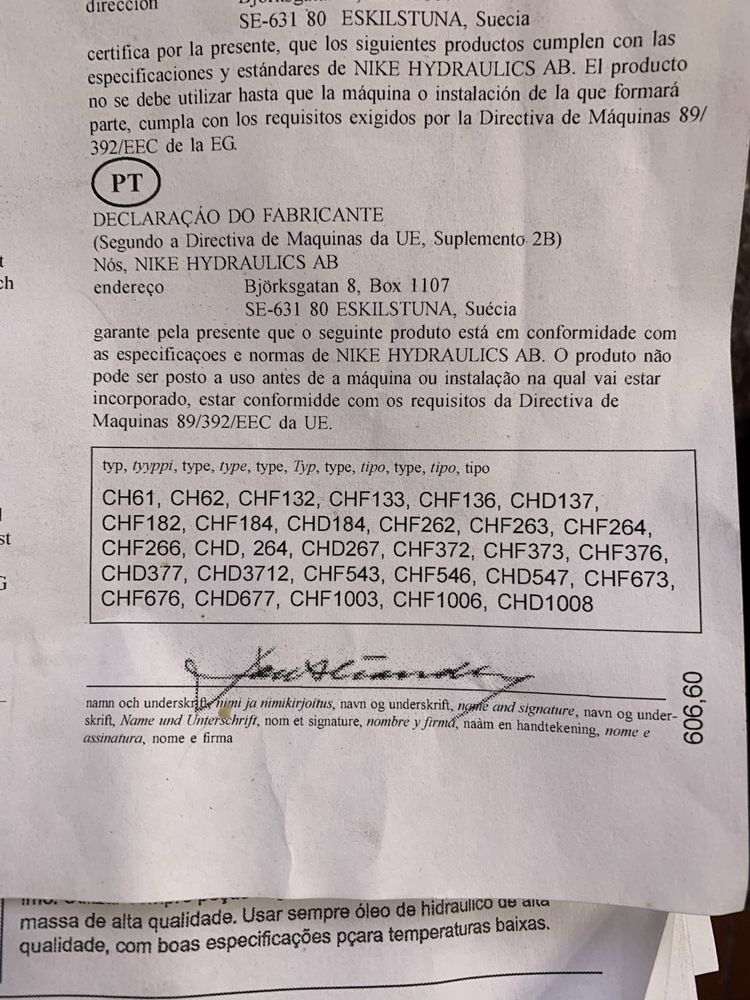 dirección
SE-631 80 ESKILSTUNA, Suecia
certifica por la presente, que los siguientes productos cumplen con las
especificaciones y estándares de NIKE HYDRAULICS AB. El producto
no se debe utilizar hasta que la máquina o instalación de la que formará
parte, cumpla con los requisitos exigidos por la Directiva de Máquinas 89/
392/EEC de la EG.
PT
DECLARAÇÁO DO FABRICANTE
(Segundo a Directiva de Maquinas da UE, Suplemento 2B)
Nós, NIKE HYDRAULICS AB
endereço Björksgatan 8, Box 1107
SE-631 80 ESKILSTUNA, Suécia
garante pela presente que o seguinte produto está em conformidade com
as especificaçoes e normas de NIKE HYDRAULICS AB. O produto não
pode ser posto a uso antes de a máquina ou instalação na qual vai estar
incorporado, estar conformidde com os requisitos da Directiva de
Maquinas 89/392/EEC da UE.
typ, tyyppi, type, type, type, Typ, type, tipo, type, tipo, tipo
CH61, CH62, CHF132, CHF133, CHF136, CHD137,
CHF182, CHF184, CHD184, CHF262, CHF263, CHF264,
CHF266, CHD, 264, CHD267, CHF372, CHF373, CHF376,
CHD377, CHD3712, CHF543, CHF546, CHD547, CHF673,
CHF676, CHD677, CHF1003, CHF1006, CHD1008
namn och underskrift, nimi ja nimikirjoitus, navn og underskrift, name and signature, navn og under-
skrift, Name und Unterschrift, nom et signature, nombre y firma, naàm en handtekening, nome e
assinatura, nome e firma
606,60
massa de alta qualidade. Usar sempre óleo de hidraulico de alta
qualidade, com boas especificações pçara temperaturas baixas.